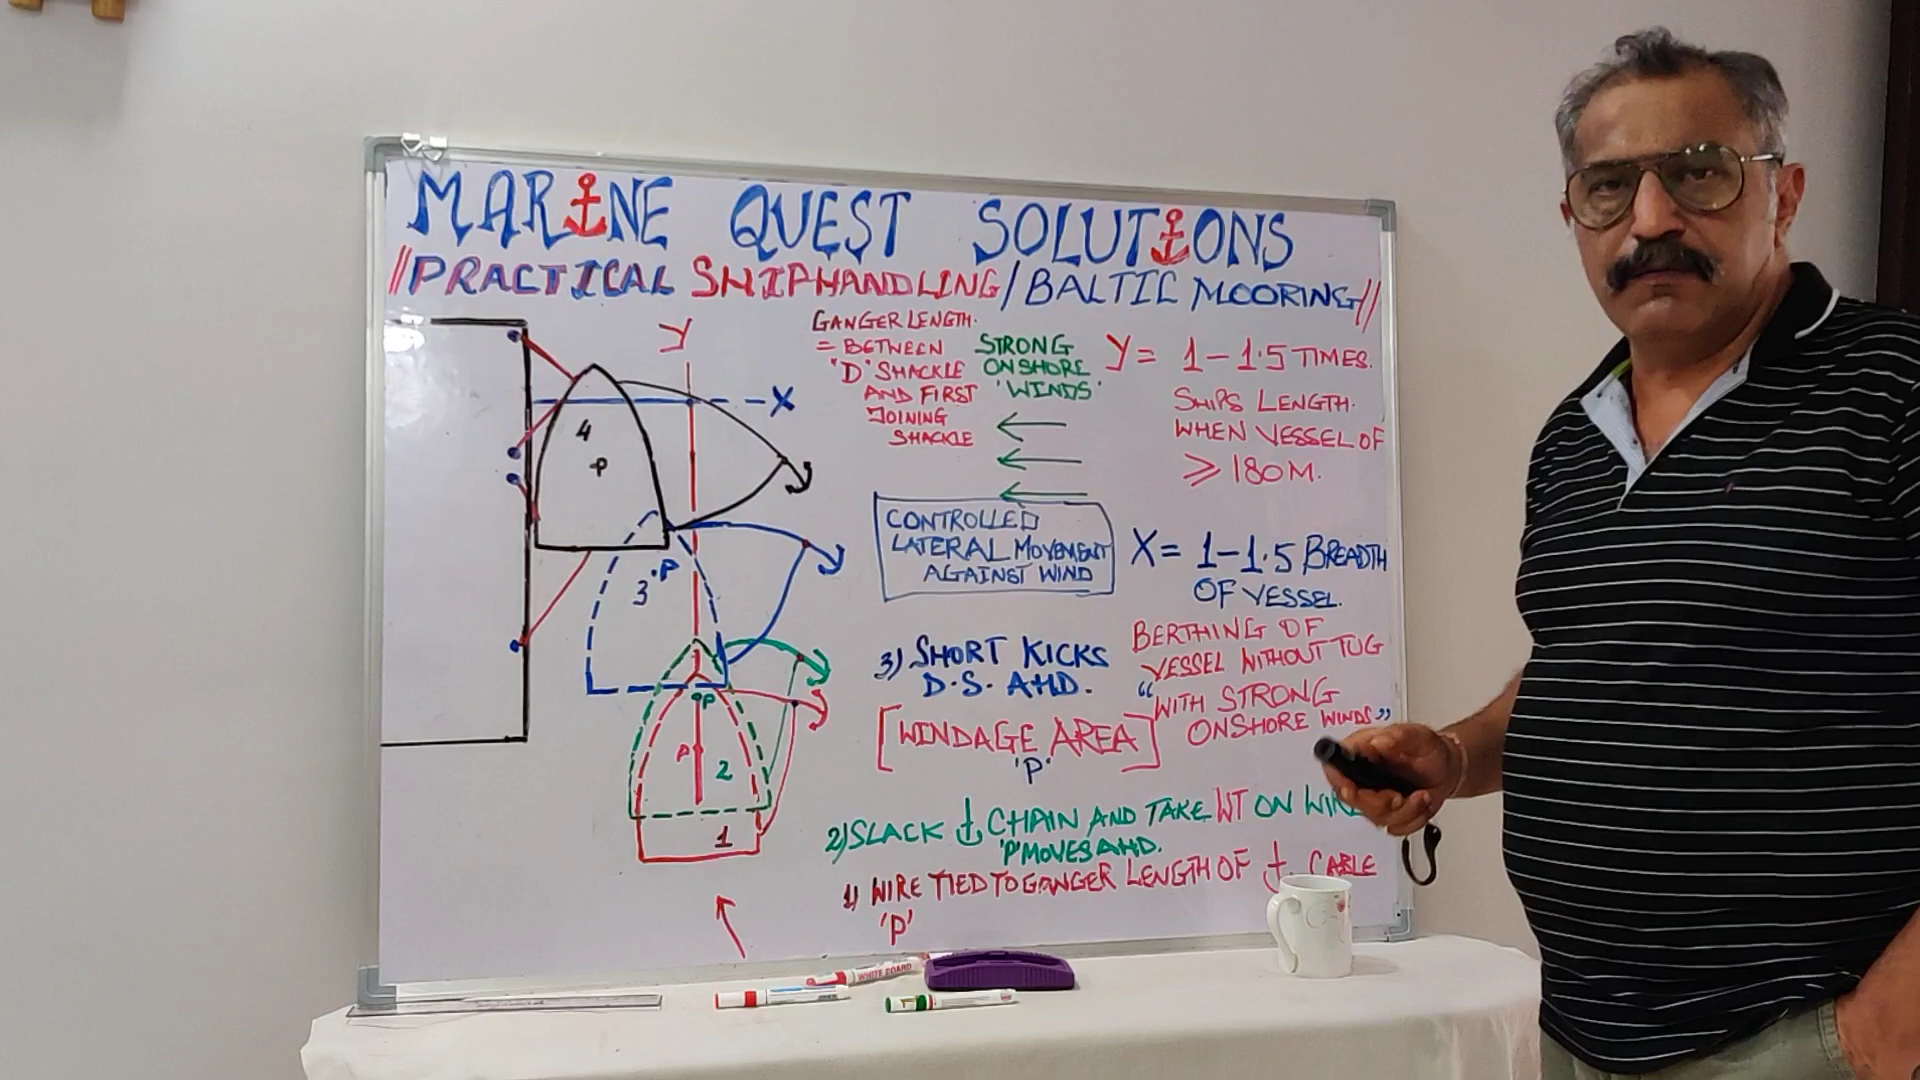 MARINE QUEST SOLUTIONS
//PRACTICAL SHIPHANDLING/BALTIC MOORING//
Y
X
4
P
3
P
P
P
2
1
GANGER LENGTH.
= BETWEEN
"D" SHACKLE
AND FIRST
JOINING
SHACKLE
STRONG
ONSHORE
'WINDS'
Y = 1 - 1.5 TIMES.
SHIPS LENGTH.
WHEN VESSEL OF
≥ 180 M.
CONTROLLED
LATERAL MOVEMENT
AGAINST WIND
X = 1 - 1.5 BREADTH
OF VESSEL.
BERTHING OF
VESSEL WITHOUT TUG
"WITH STRONG
ONSHORE WINDS"
3) SHORT KICKS
D.S. AHD.
[WINDAGE AREA]
'P'
2) SLACK CHAIN AND TAKE WT ON
'P' MOVES AHD.
1) WIRE TIED TO GANGER LENGTH OF CABLE
'P'
WHITE BOARD